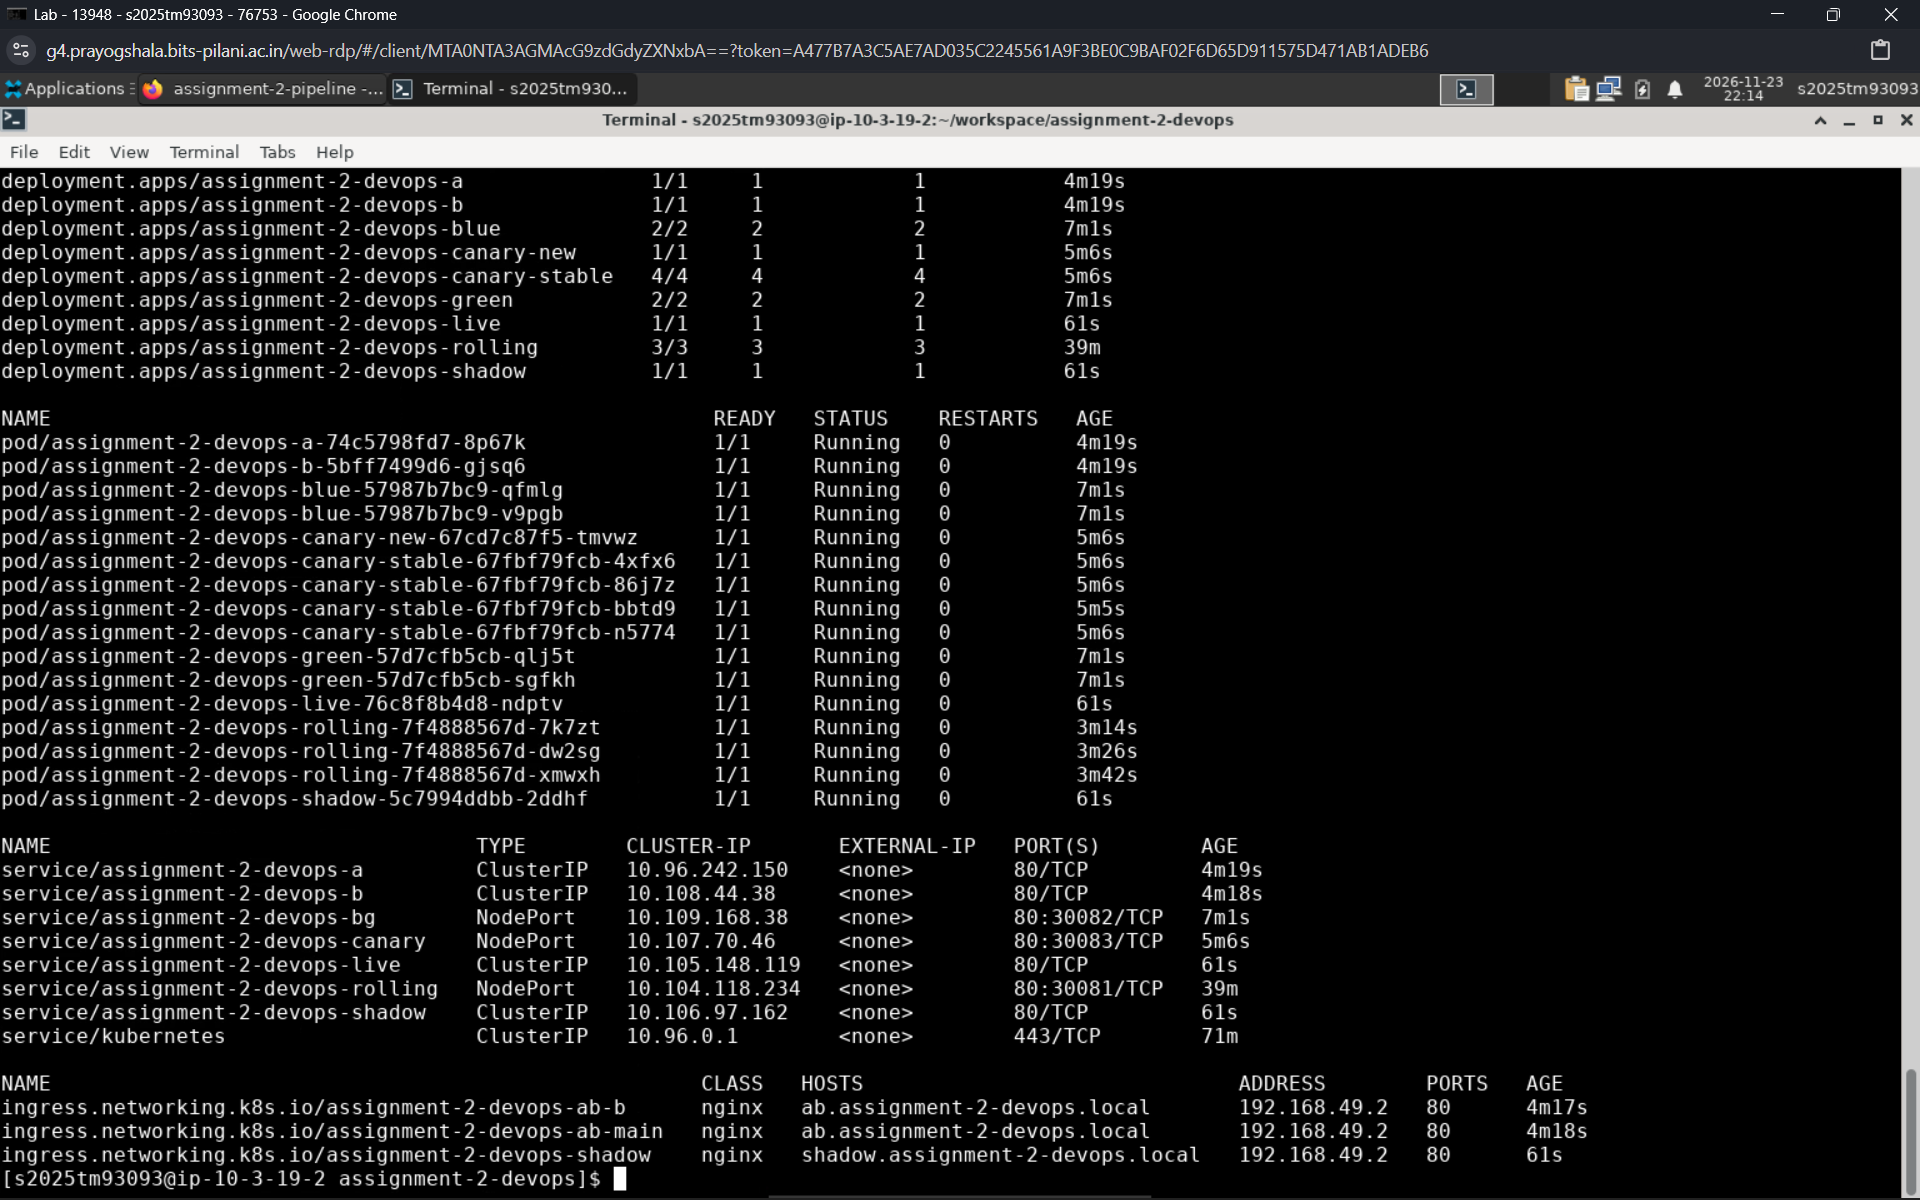 Lab - 13948 - s2025tm93093 - 76753 - Google Chrome
g4.prayogshala.bits-pilani.ac.in/web-rdp/#/client/MTA0NTA3AGMAcG9zdGdyZXNxbA==?token=A477B7A3C5AE7AD035C2245561A9F3BE0C9BAF02F6D65D911575D471AB1ADEB6
Applications assignment-2-pipeline -... Terminal - s2025tm930... 2026-11-23 22:14 s2025tm93093
Terminal - s2025tm93093@ip-10-3-19-2:~/workspace/assignment-2-devops
File Edit View Terminal Tabs Help
deployment.apps/assignment-2-devops-a 1/1 1 1 4m19s
deployment.apps/assignment-2-devops-b 1/1 1 1 4m19s
deployment.apps/assignment-2-devops-blue 2/2 2 2 7m1s
deployment.apps/assignment-2-devops-canary-new 1/1 1 1 5m6s
deployment.apps/assignment-2-devops-canary-stable 4/4 4 4 5m6s
deployment.apps/assignment-2-devops-green 2/2 2 2 7m1s
deployment.apps/assignment-2-devops-live 1/1 1 1 61s
deployment.apps/assignment-2-devops-rolling 3/3 3 3 39m
deployment.apps/assignment-2-devops-shadow 1/1 1 1 61s
NAME READY STATUS RESTARTS AGE
pod/assignment-2-devops-a-74c5798fd7-8p67k 1/1 Running 0 4m19s
pod/assignment-2-devops-b-5bff7499d6-gjsq6 1/1 Running 0 4m19s
pod/assignment-2-devops-blue-57987b7bc9-qfmlg 1/1 Running 0 7m1s
pod/assignment-2-devops-blue-57987b7bc9-v9pgb 1/1 Running 0 7m1s
pod/assignment-2-devops-canary-new-67cd7c87f5-tmvwz 1/1 Running 0 5m6s
pod/assignment-2-devops-canary-stable-67fbf79fcb-4xfx6 1/1 Running 0 5m6s
pod/assignment-2-devops-canary-stable-67fbf79fcb-86j7z 1/1 Running 0 5m6s
pod/assignment-2-devops-canary-stable-67fbf79fcb-bbtd9 1/1 Running 0 5m5s
pod/assignment-2-devops-canary-stable-67fbf79fcb-n5774 1/1 Running 0 5m6s
pod/assignment-2-devops-green-57d7cfb5cb-qlj5t 1/1 Running 0 7m1s
pod/assignment-2-devops-green-57d7cfb5cb-sgfkh 1/1 Running 0 7m1s
pod/assignment-2-devops-live-76c8f8b4d8-ndptv 1/1 Running 0 61s
pod/assignment-2-devops-rolling-7f4888567d-7k7zt 1/1 Running 0 3m14s
pod/assignment-2-devops-rolling-7f4888567d-dw2sg 1/1 Running 0 3m26s
pod/assignment-2-devops-rolling-7f4888567d-xmwxh 1/1 Running 0 3m42s
pod/assignment-2-devops-shadow-5c7994ddbb-2ddhf 1/1 Running 0 61s
NAME TYPE CLUSTER-IP EXTERNAL-IP PORT(S) AGE
service/assignment-2-devops-a ClusterIP 10.96.242.150 <none> 80/TCP 4m19s
service/assignment-2-devops-b ClusterIP 10.108.44.38 <none> 80/TCP 4m18s
service/assignment-2-devops-bg NodePort 10.109.168.38 <none> 80:30082/TCP 7m1s
service/assignment-2-devops-canary NodePort 10.107.70.46 <none> 80:30083/TCP 5m6s
service/assignment-2-devops-live ClusterIP 10.105.148.119 <none> 80/TCP 61s
service/assignment-2-devops-rolling NodePort 10.104.118.234 <none> 80:30081/TCP 39m
service/assignment-2-devops-shadow ClusterIP 10.106.97.162 <none> 80/TCP 61s
service/kubernetes ClusterIP 10.96.0.1 <none> 443/TCP 71m
NAME CLASS HOSTS ADDRESS PORTS AGE
ingress.networking.k8s.io/assignment-2-devops-ab-b nginx ab.assignment-2-devops.local 192.168.49.2 80 4m17s
ingress.networking.k8s.io/assignment-2-devops-ab-main nginx ab.assignment-2-devops.local 192.168.49.2 80 4m18s
ingress.networking.k8s.io/assignment-2-devops-shadow nginx shadow.assignment-2-devops.local 192.168.49.2 80 61s
[s2025tm93093@ip-10-3-19-2 assignment-2-devops]$